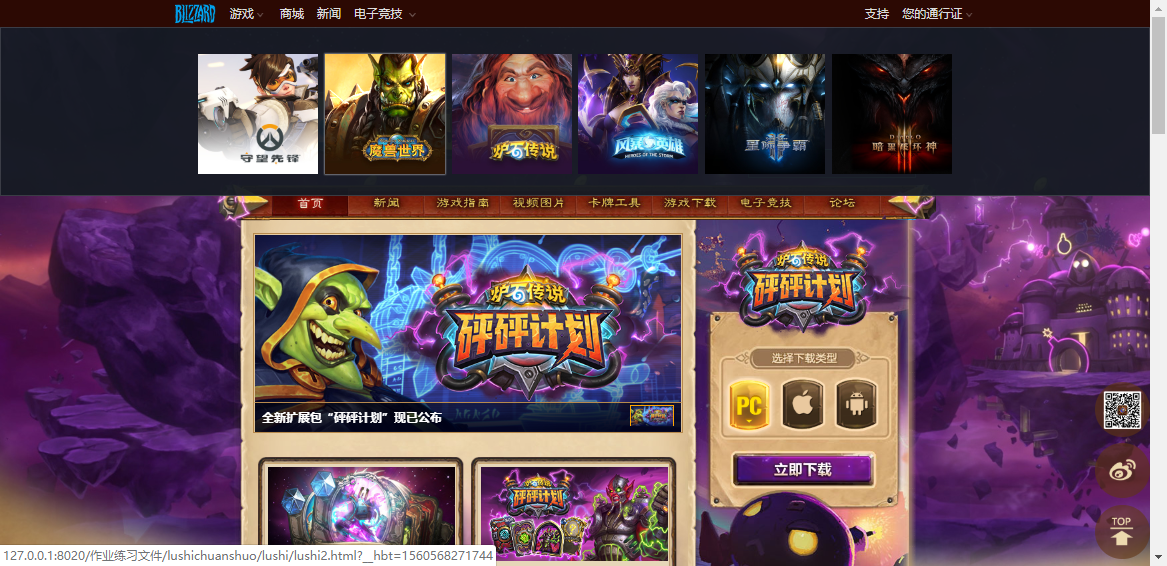 BLIZZARD 游戏 商城 新闻 电子竞技 支持 您的通行证
守望先锋
魔兽世界
炉石传说
风暴英雄
HEROES OF THE STORM
星际争霸
II
DIABLO
暗黑破坏神
III
首页 新闻 游戏指南 视频图片 卡牌工具 游戏下载 电子竞技 论坛
炉石传说
砰砰计划
全新扩展包“砰砰计划”现已公布
炉石传说
砰砰计划
选择下载类型
PC
立即下载
炉石传说
砰砰计划
TOP
127.0.0.1:8020/作业练习文件/lushichuanshuo/lushi/lushi2.html?__hbt=1560568271744